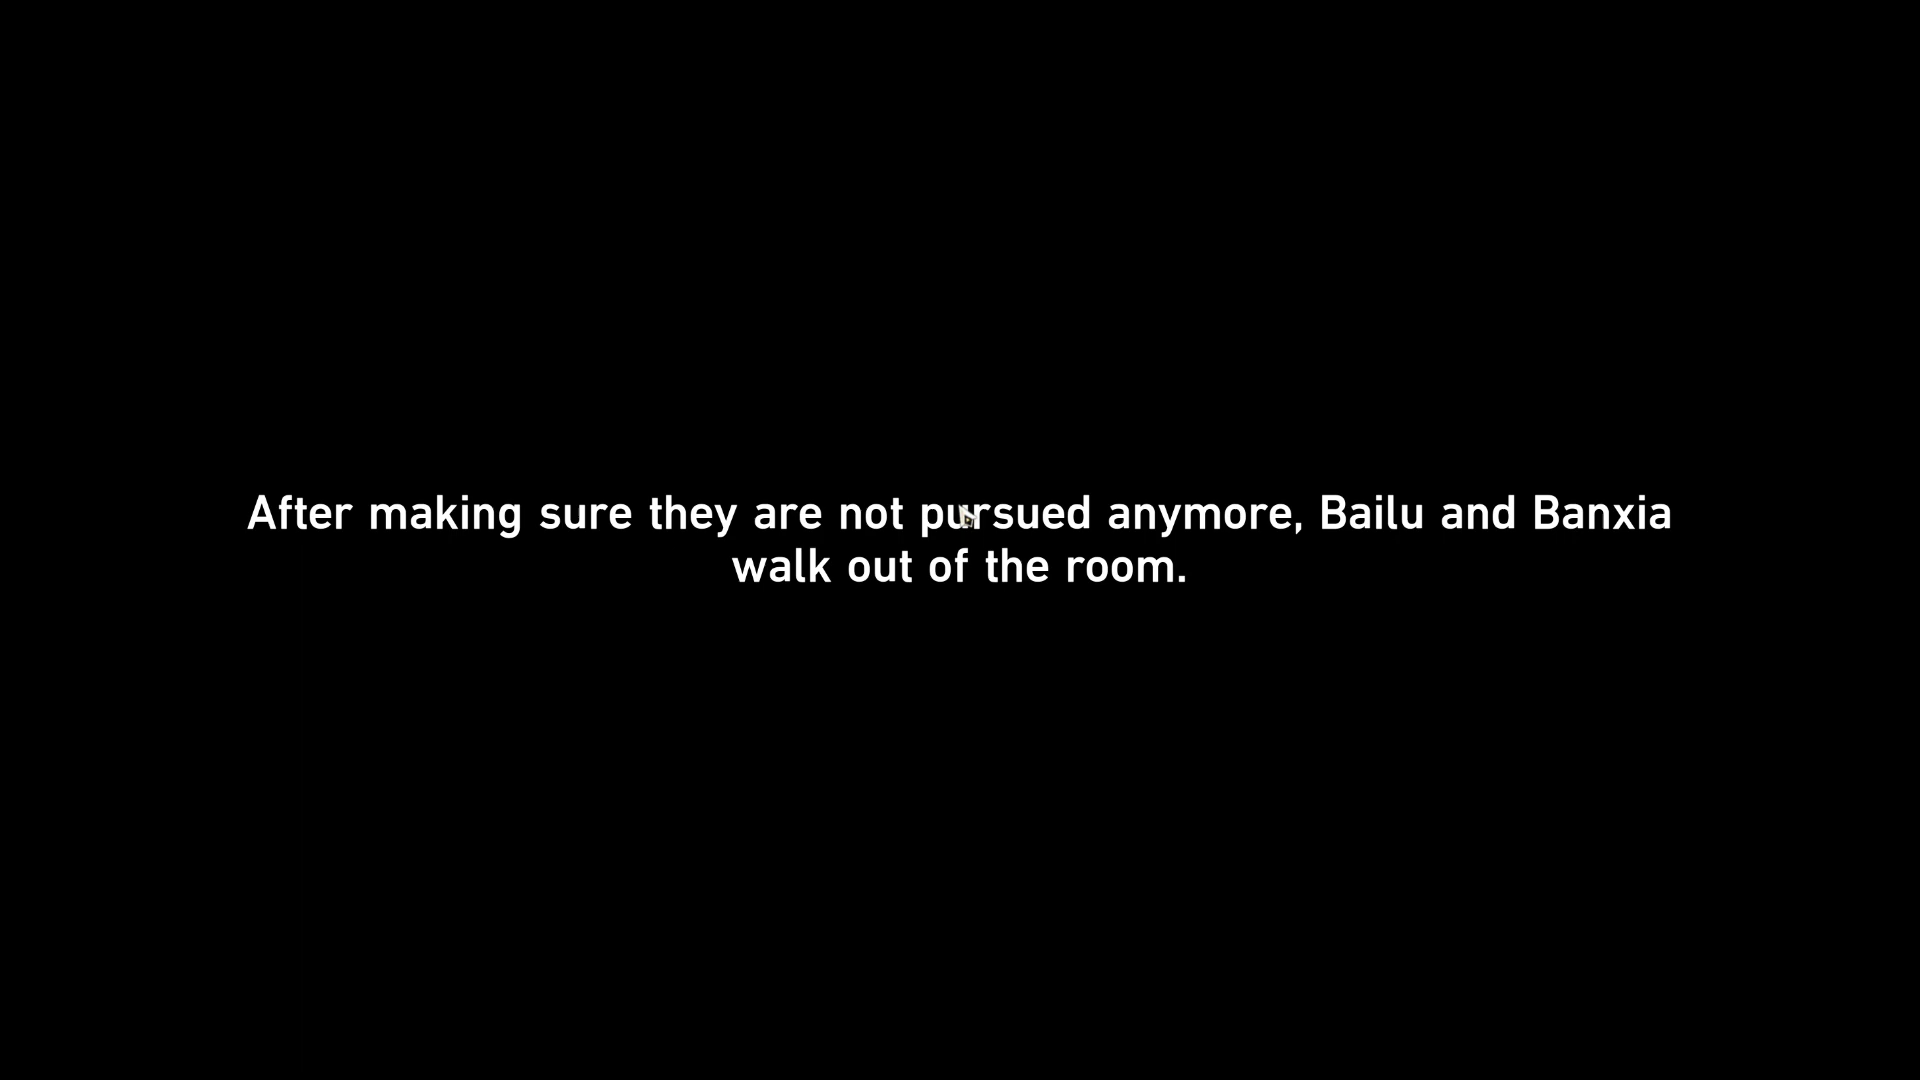 After making sure they are not pursued anymore, Bailu and Banxia
walk out of the room.